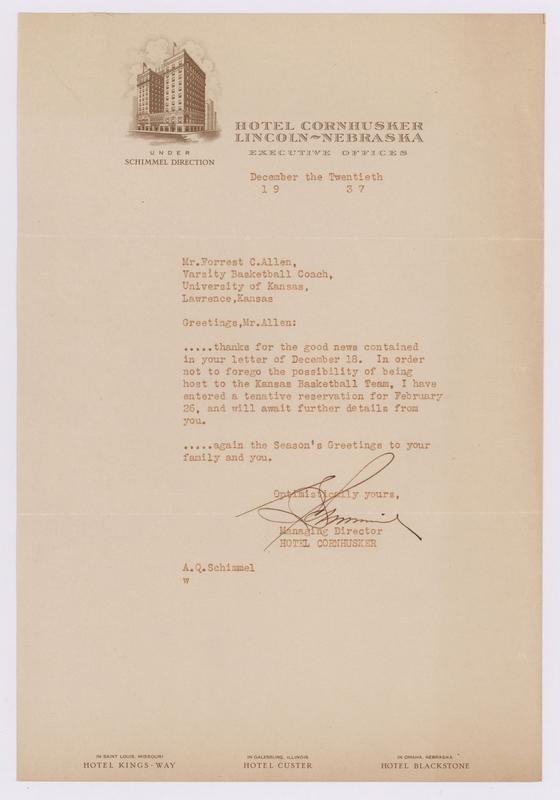 UNDER
SCHIMMEL DIRECTION
HOTEL CORNHUSKER
LINCOLN~NEBRASKA
EXECUTIVE OFFICES
December the Twentieth
19 37
Mr.Forrest C.Allen,
Varsity Basketball Coach,
University of Kansas,
Lawrence,Kansas
Greetings,Mr.Allen:
.....thanks for the good news contained
in your letter of December 18. In order
not to forego the possibility of being
host to the Kansas Basketball Team, I have
entered a tenative reservation for February
26, and will await further details from
you.
.....again the Season's Greetings to your
family and you.
Optimistically yours,
Schimmel
Managing Director
HOTEL CORNHUSKER
A.Q.Schimmel
w
IN SAINT LOUIS, MISSOURI
HOTEL KINGS-WAY
IN GALESBURG, ILLINOIS
HOTEL CUSTER
IN OMAHA, NEBRASKA
HOTEL BLACKSTONE